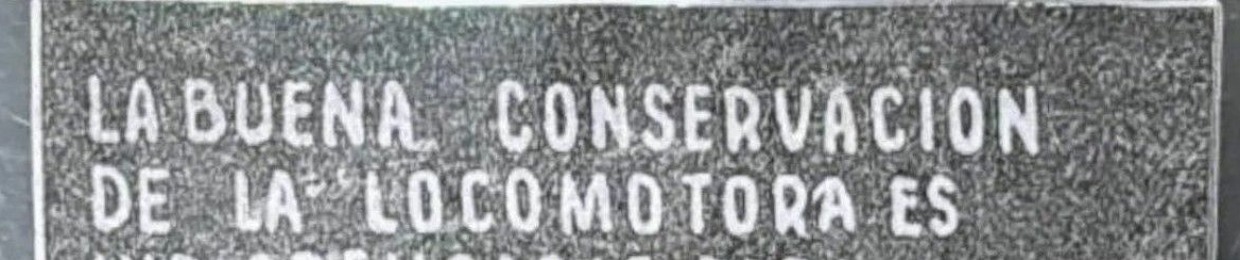 LA BUENA CONSERVACION
DE LA LOCOMOTORA ES